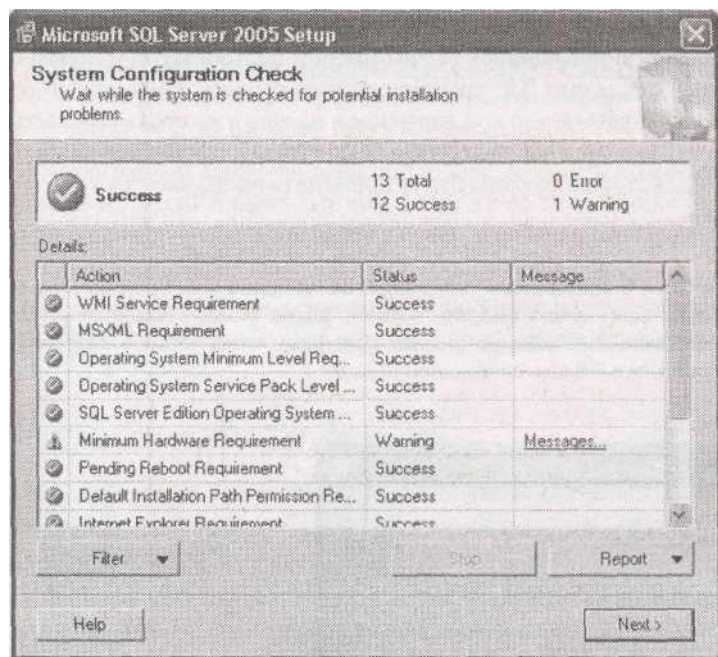 Microsoft SQL Server 2005 Setup
System Configuration Check
Wait while the system is checked for potential installation
problems.
Success
13 Total
0 Error
12 Success
1 Warning
Details:
Action Status Message
WMI Service Requirement Success
MSXML Requirement Success
Operating System Minimum Level Req... Success
Operating System Service Pack Level ... Success
SQL Server Edition Operating System ... Success
Minimum Hardware Requirement Warning Messages...
Pending Reboot Requirement Success
Default Installation Path Permission Re... Success
Internet Explorer Requirement Success
Filter
Stop
Report
Help
Next >